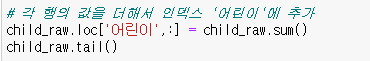 # 각 행의 값을 더해서 인덱스 '어린이'에 추가
child_raw.loc['어린이',:] = child_raw.sum()
child_raw.tail()